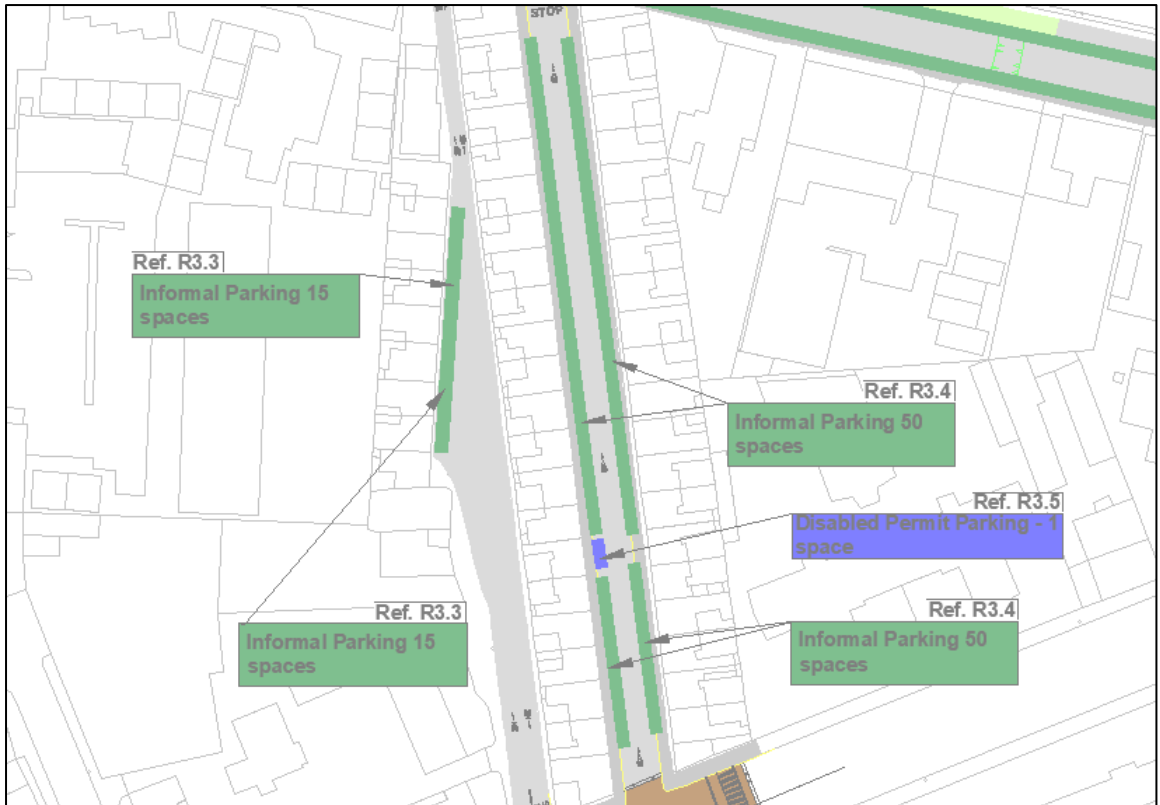 STOP
Ref. R3.3
Informal Parking 15
spaces
Ref. R3.4
Informal Parking 50
spaces
Ref. R3.5
Disabled Permit Parking - 1
space
Ref. R3.3
Informal Parking 15
spaces
Ref. R3.4
Informal Parking 50
spaces